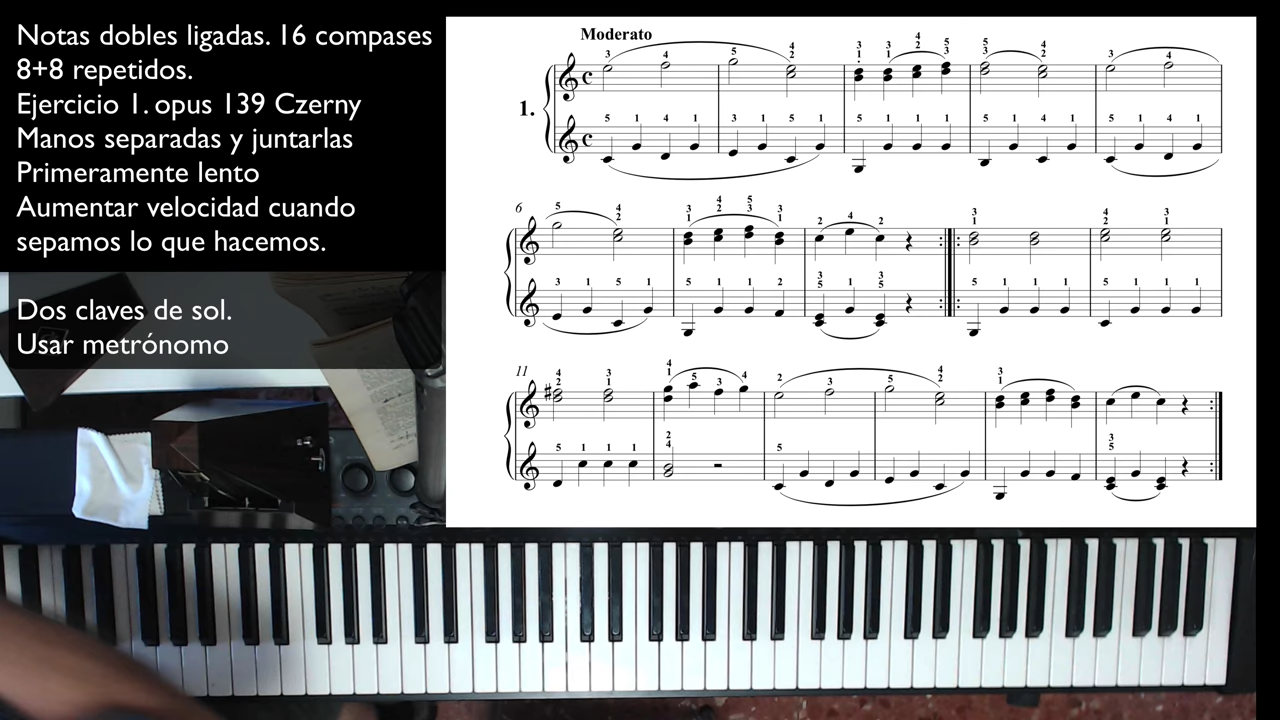 Notas dobles ligadas. 16 compases
8+8 repetidos.
Ejercicio 1. opus 139 Czerny
Manos separadas y juntarlas
Primeramente lento
Aumentar velocidad cuando
sepamos lo que hacemos.
Dos claves de sol.
Usar metrónomo
Moderato
1.
6
11